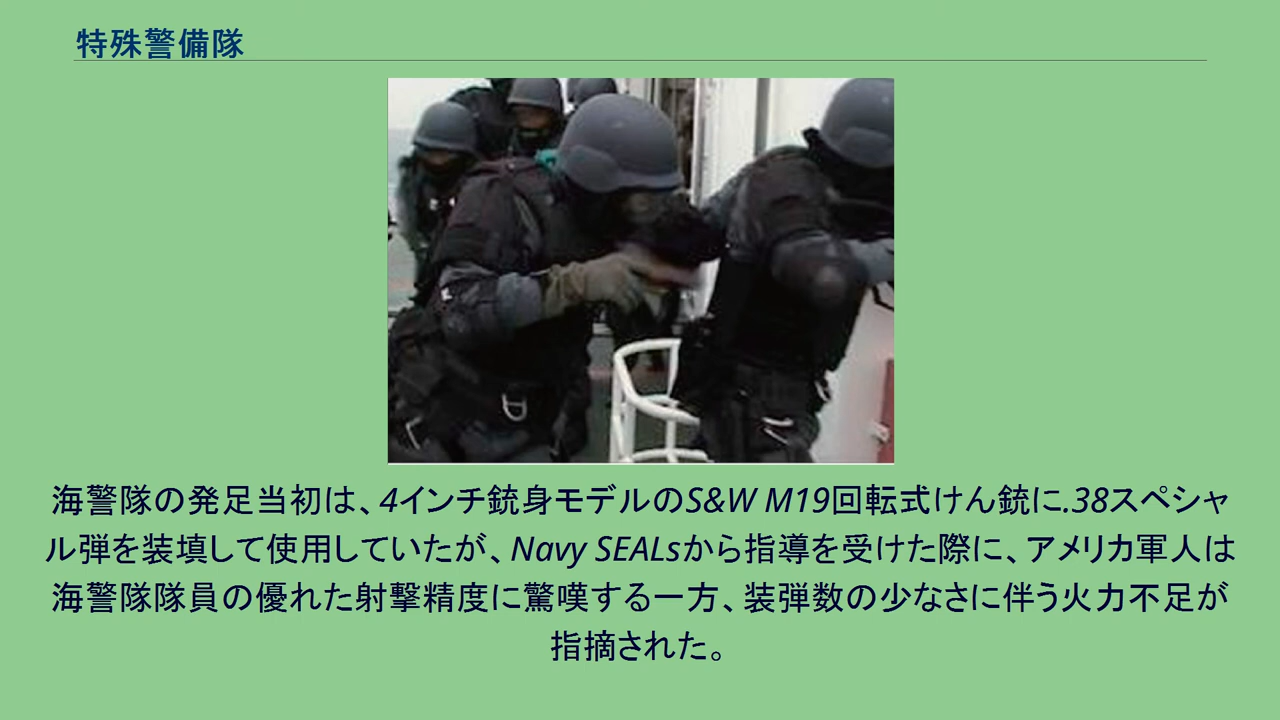 特殊警備隊
海警隊の発足当初は、4インチ銃身モデルのS&W M19回転式けん銃に.38スペシャ
ル弾を装填して使用していたが、Navy SEALsから指導を受けた際に、アメリカ軍人は
海警隊隊員の優れた射撃精度に驚嘆する一方、装弾数の少なさに伴う火力不足が
指摘された。